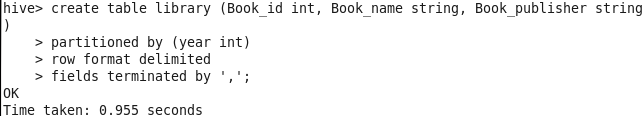 hive> create table library (Book_id int, Book_name string, Book_publisher string
)
    > partitioned by (year int)
    > row format delimited
    > fields terminated by ',';
OK
Time taken: 0.955 seconds